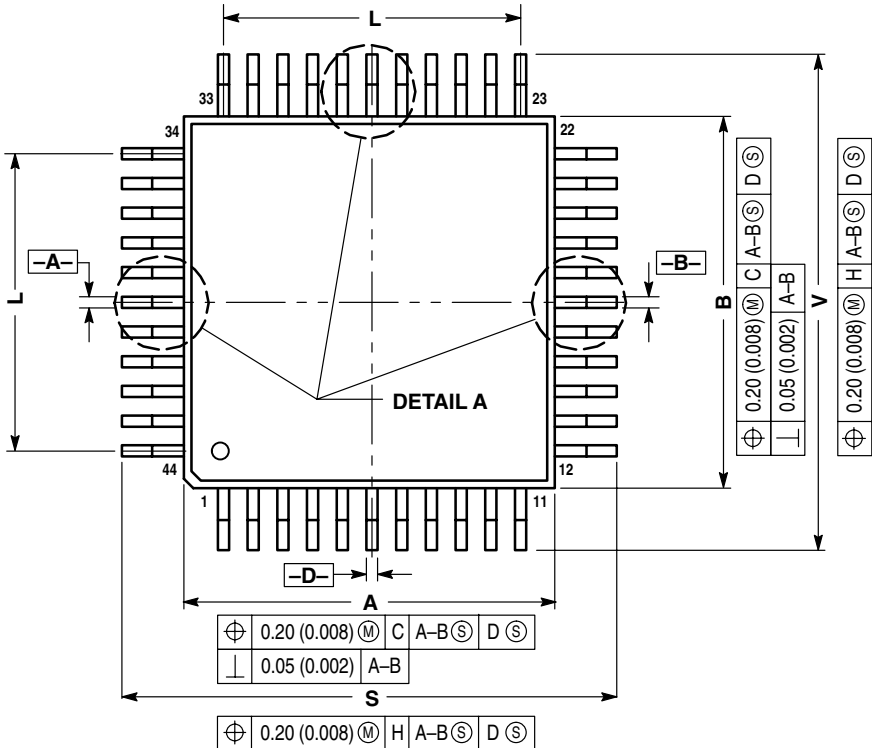 L
33
23
34
22
–A–
–B–
L
B
V
⌖ 0.20 (0.008) Ⓜ C A–B Ⓢ D Ⓢ
⊥ 0.05 (0.002) A–B
⌖ 0.20 (0.008) Ⓜ H A–B Ⓢ D Ⓢ
DETAIL A
44
12
1
11
–D–
A
⌖ 0.20 (0.008) Ⓜ C A–B Ⓢ D Ⓢ
⊥ 0.05 (0.002) A–B
S
⌖ 0.20 (0.008) Ⓜ H A–B Ⓢ D Ⓢ